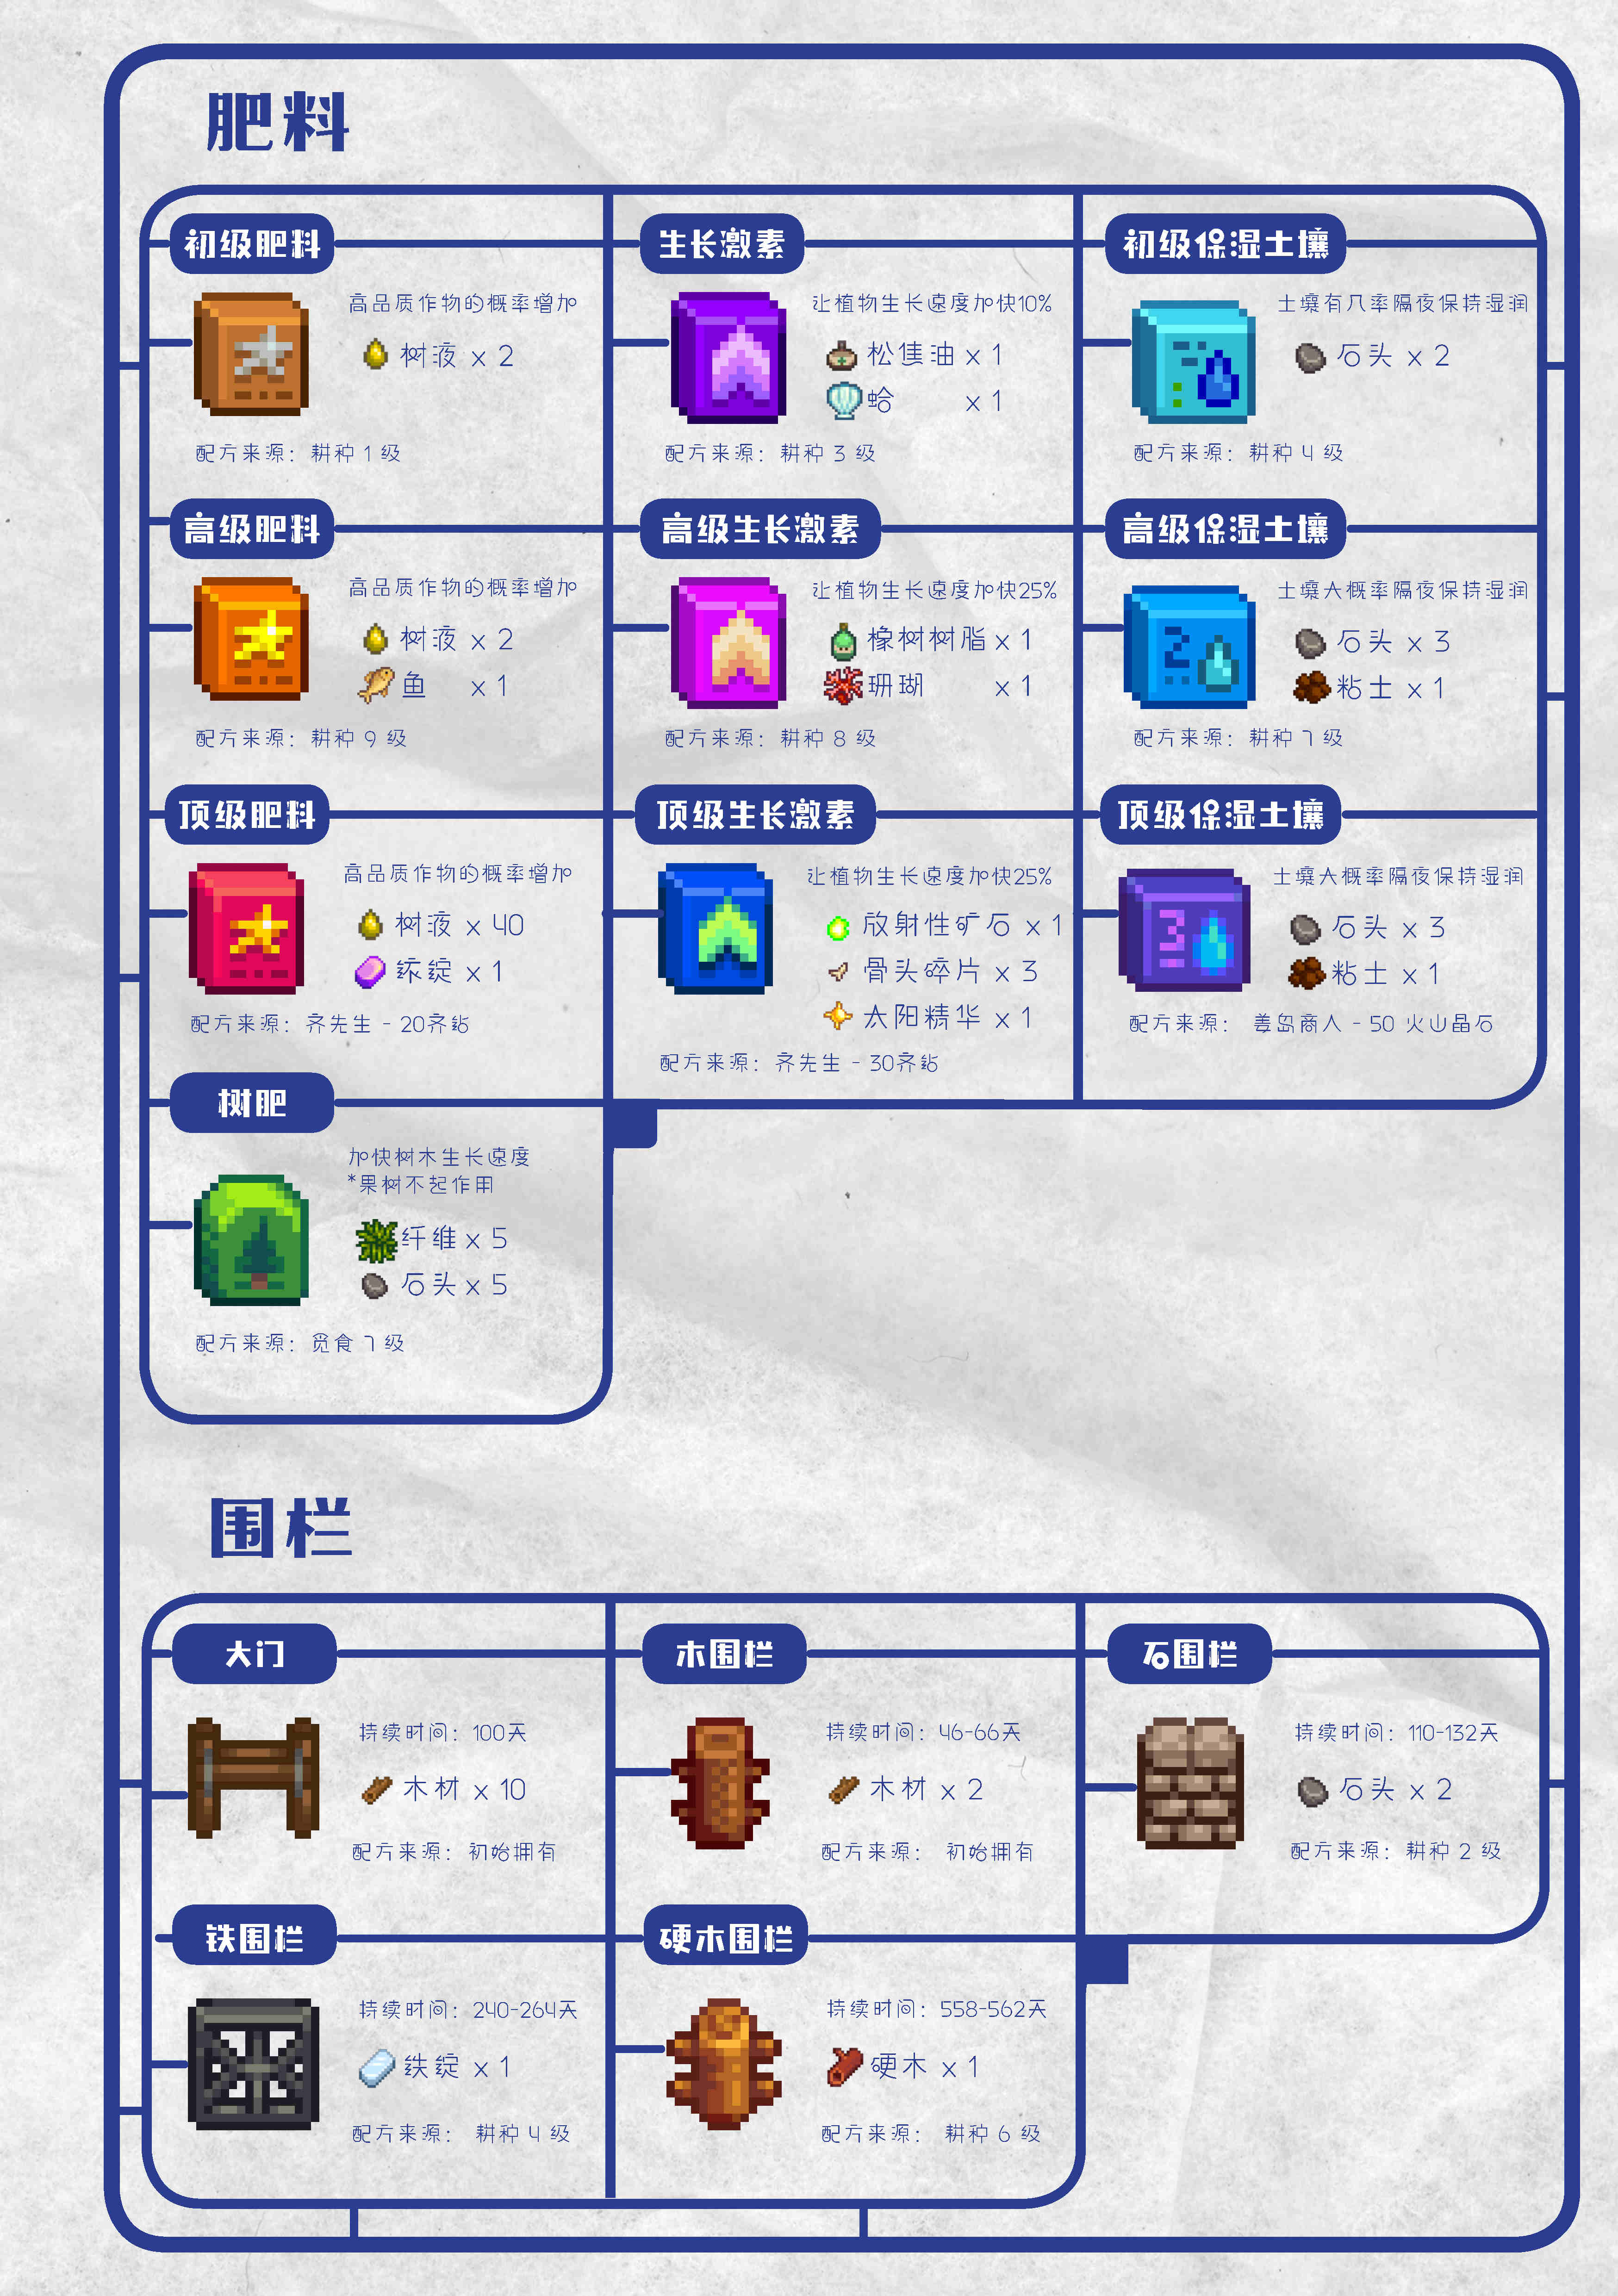 肥料
初级肥料
高品质作物的概率增加
树液 x 2
配方来源：耕种 1 级
生长激素
让植物生长速度加快10%
松焦油 x 1
蛤 x 1
配方来源：耕种 3 级
初级保湿土壤
土壤有几率隔夜保持湿润
石头 x 2
配方来源：耕种 4 级
高级肥料
高品质作物的概率增加
树液 x 2
鱼 x 1
配方来源：耕种 9 级
高级生长激素
让植物生长速度加快25%
橡树树脂 x 1
珊瑚 x 1
配方来源：耕种 8 级
高级保湿土壤
土壤大概率隔夜保持湿润
石头 x 3
粘土 x 1
配方来源：耕种 7 级
顶级肥料
高品质作物的概率增加
树液 x 40
铱锭 x 1
配方来源：齐先生 - 20齐钻
顶级生长激素
让植物生长速度加快25%
放射性矿石 x 1
骨头碎片 x 3
太阳精华 x 1
配方来源：齐先生 - 30齐钻
顶级保湿土壤
土壤大概率隔夜保持湿润
石头 x 3
粘土 x 1
配方来源： 姜岛商人 - 50 火山晶石
树肥
加快树木生长速度
*果树不起作用
纤维 x 5
石头 x 5
配方来源：觅食 7 级
围栏
大门
持续时间：100天
木材 x 10
配方来源：初始拥有
木围栏
持续时间：46-66天
木材 x 2
配方来源： 初始拥有
石围栏
持续时间：110-132天
石头 x 2
配方来源：耕种 2 级
铁围栏
持续时间：240-264天
铁锭 x 1
配方来源： 耕种 4 级
硬木围栏
持续时间：558-562天
硬木 x 1
配方来源： 耕种 6 级